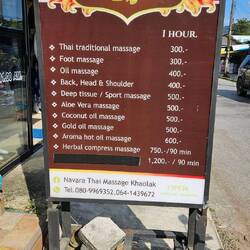 1 HOUR.
• Thai traditional massage 300.-
• Foot massage 300.-
• Oil massage 400.-
• Back, Head & Shoulder 400.-
• Deep tissue / Sport massage 500.-
• Aloe Vera massage 500.-
• Coconut oil massage 500.-
• Gold oil massage 500.-
• Aroma hot oil massage 600.-
• Herbal compress massage 750.-/90 min
1,200.- / 90 min
Navara Thai Massage Khaolak
Tel.080-9969352,064-1439672
OPEN